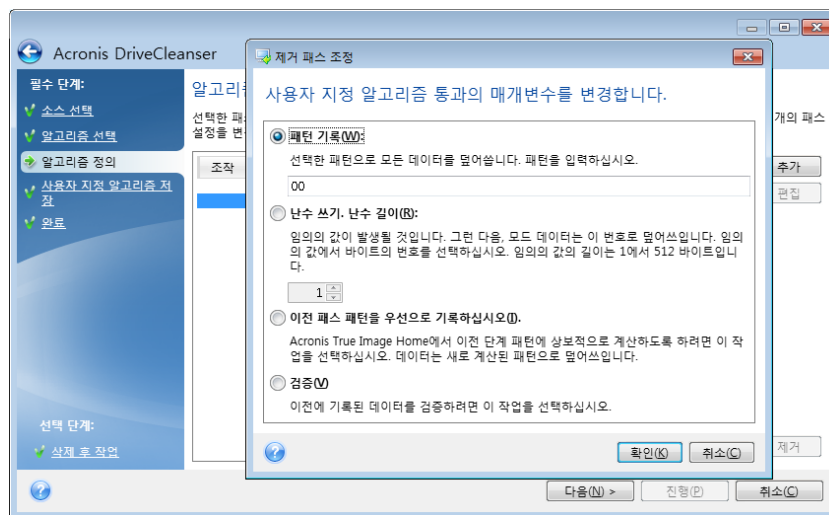 Acronis DriveCleanser
필수 단계:
소스 선택
알고리즘 선택
알고리즘 정의
사용자 지정 알고리즘 저
장
완료
선택 단계:
삭제 후 작업
선택한
설정을
조작
개의 패스
추가
편집
제거
제거 패스 조정
사용자 지정 알고리즘 통과의 매개변수를 변경합니다.
패턴 기록(W):
선택한 패턴으로 모든 데이터를 덮어씁니다. 패턴을 입력하십시오.
00
난수 쓰기. 난수 길이(R):
임의의 값이 발생될 것입니다. 그런 다음, 모드 데이터는 이 번호로 덮어쓰입니다. 임의
의 값에서 바이트의 번호를 선택하십시오. 임의의 값의 길이는 1에서 512 바이트입니
다.
1
이전 패스 패턴을 우선으로 기록하십시오(I).
Acronis True Image Home에서 이전 단계 패턴에 상보적으로 계산하도록 하려면 이 작
업을 선택하십시오. 데이터는 새로 계산된 패턴으로 덮어쓰입니다.
검증(V)
이전에 기록된 데이터를 검증하려면 이 작업을 선택하십시오.
확인(K)
취소(C)
다음(N) >
진행(P)
취소(C)